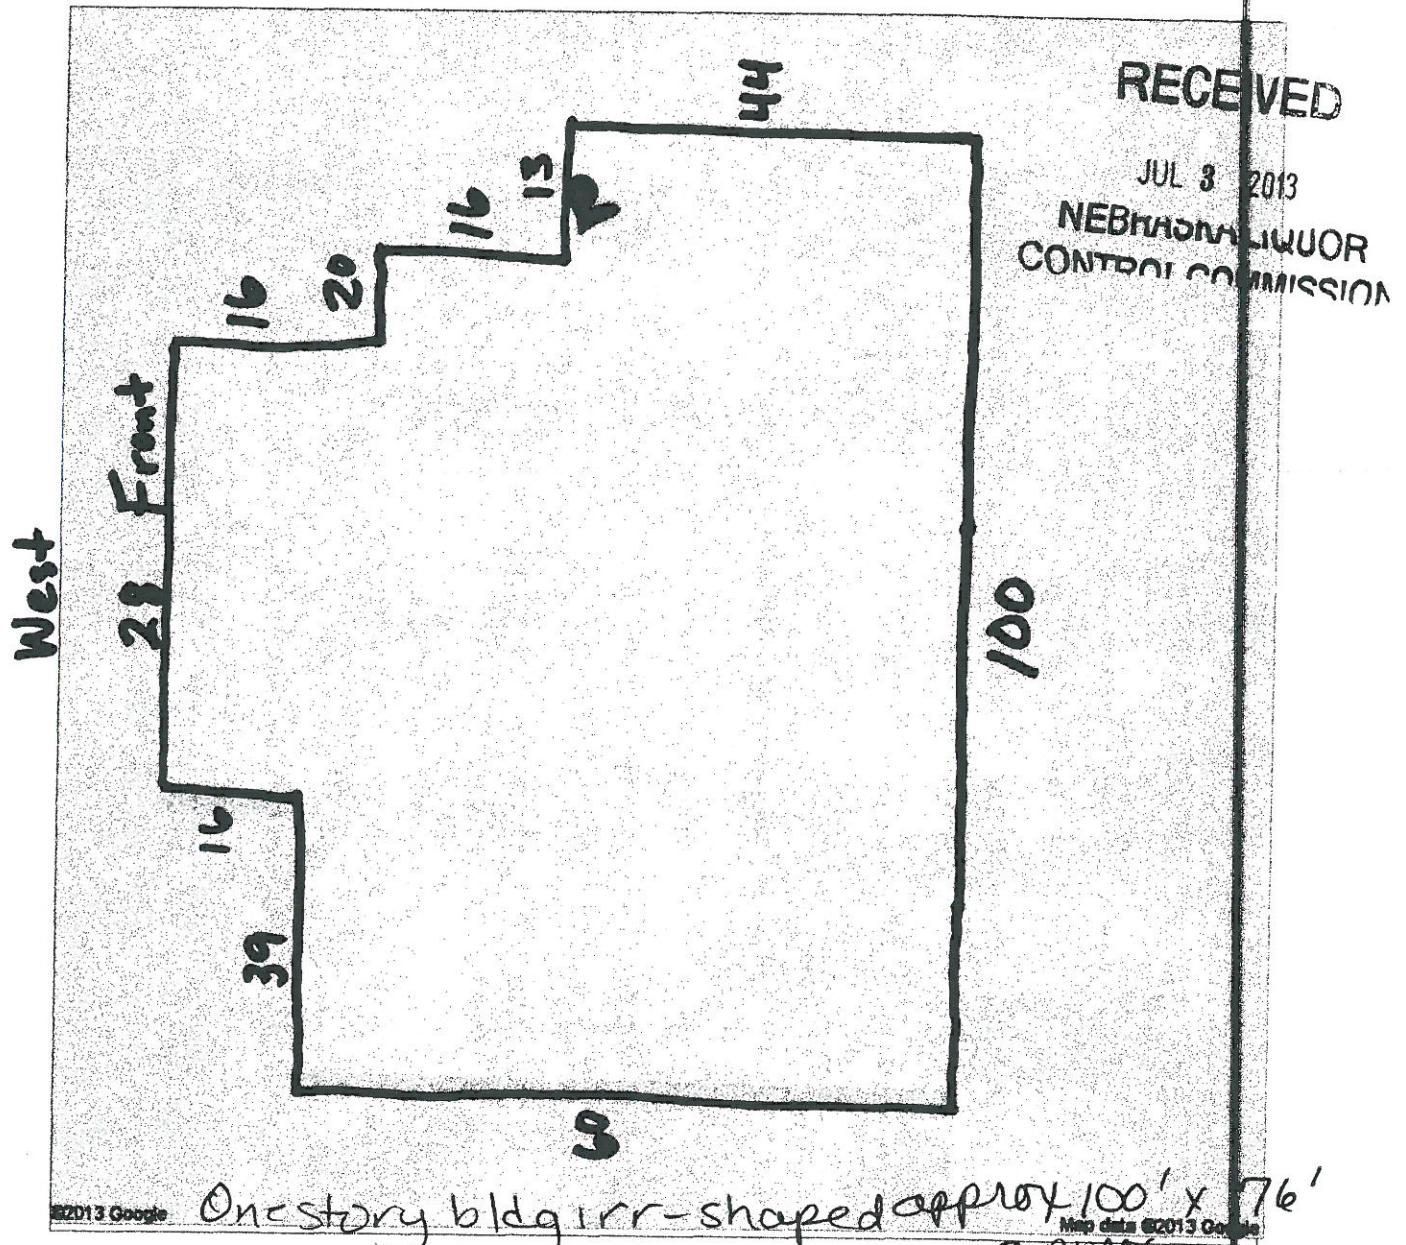 RECEIVED
JUL 3 2013
NEBRASKA LIQUOR
CONTROL COMMISSION
44
13
16
20
16
Front
West
28
100
16
39
©2013 Google
One story bldg irr-shaped approx 100' x 76'
Map data ©2013 Google